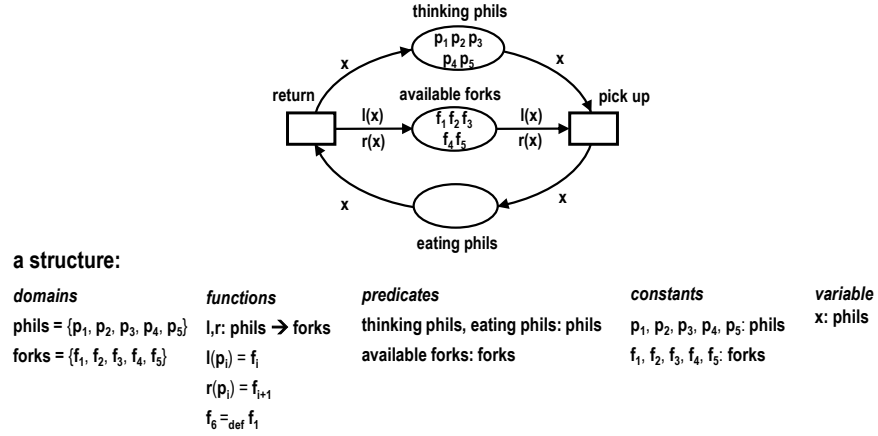 thinking phils
p1 p2 p3
p4 p5
x
x
return
available forks
pick up
l(x)
f1 f2 f3
l(x)
r(x)
f4 f5
r(x)
x
x
eating phils
a structure:
domains
phils = {p1, p2, p3, p4, p5}
forks = {f1, f2, f3, f4, f5}
functions
l,r: phils → forks
l(pi) = fi
r(pi) = fi+1
f6 =def f1
predicates
thinking phils, eating phils: phils
available forks: forks
constants
p1, p2, p3, p4, p5: phils
f1, f2, f3, f4, f5: forks
variable
x: phils